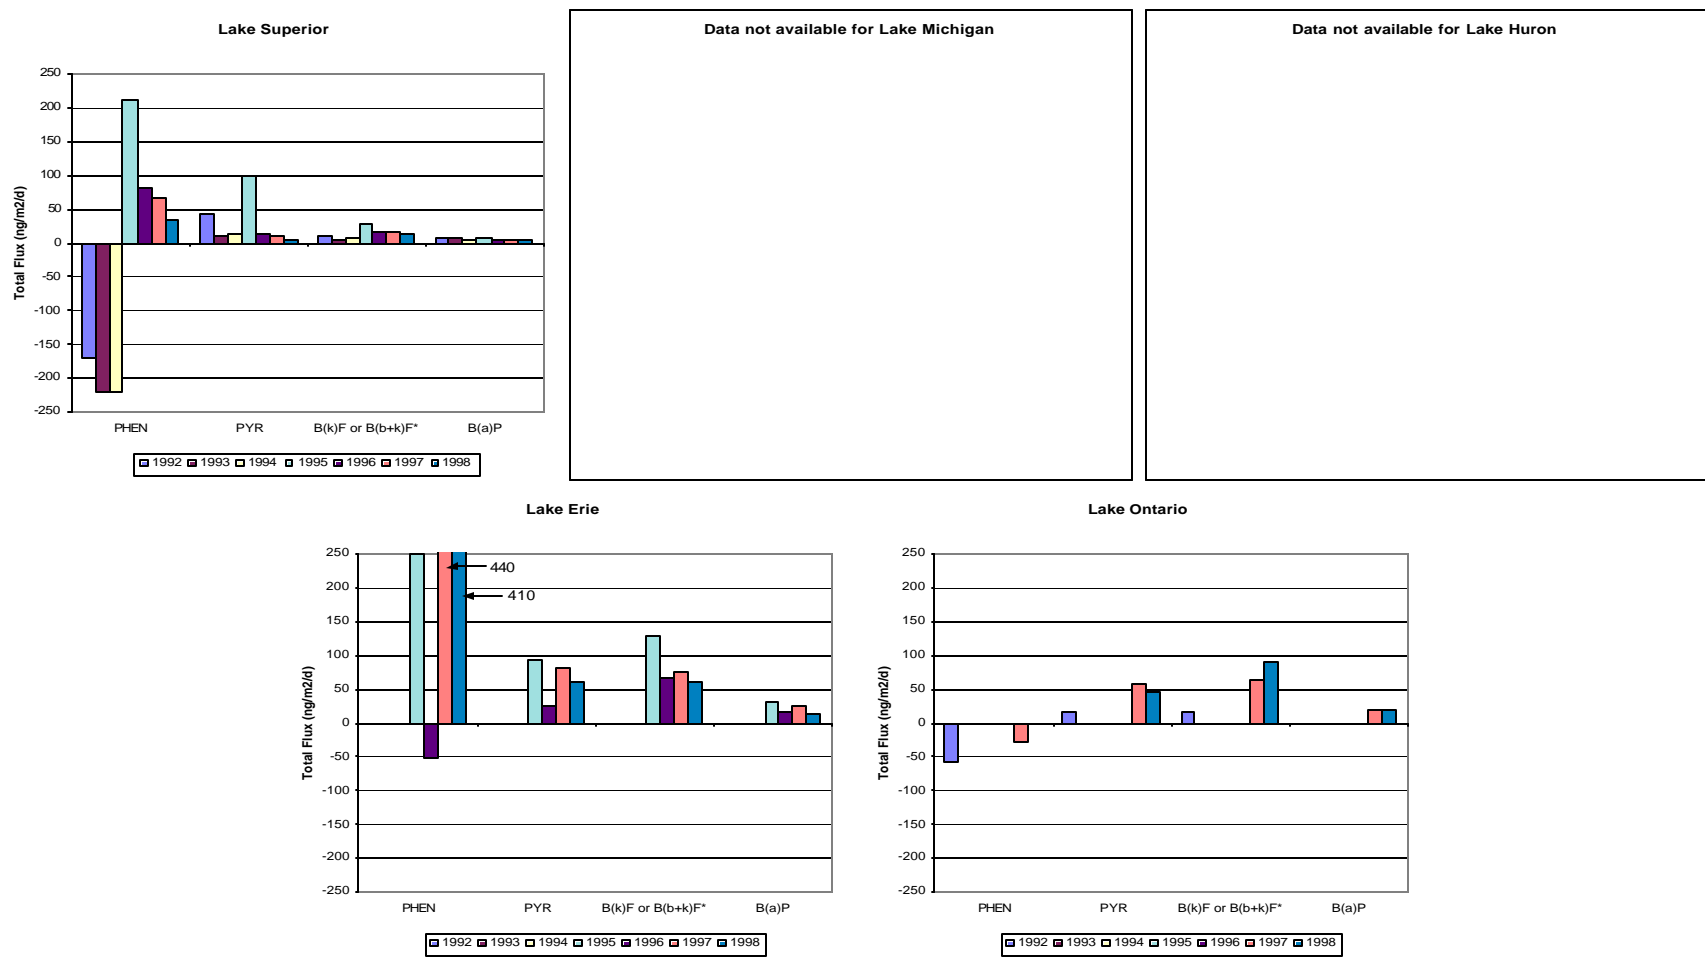 Lake Superior
Data not available for Lake Michigan
Data not available for Lake Huron
Total Flux (ng/m2/d)
250
200
150
100
50
0
-50
-100
-150
-200
-250
PHEN PYR B(k)F or B(b+k)F* B(a)P
1992 1993 1994 1995 1996 1997 1998
Lake Erie
Total Flux (ng/m2/d)
250
200
150
100
50
0
-50
-100
-150
-200
-250
440
410
PHEN PYR B(k)F or B(b+k)F* B(a)P
1992 1993 1994 1995 1996 1997 1998
Lake Ontario
Total Flux (ng/m2/d)
250
200
150
100
50
0
-50
-100
-150
-200
-250
PHEN PYR B(k)F or B(b+k)F* B(a)P
1992 1993 1994 1995 1996 1997 1998